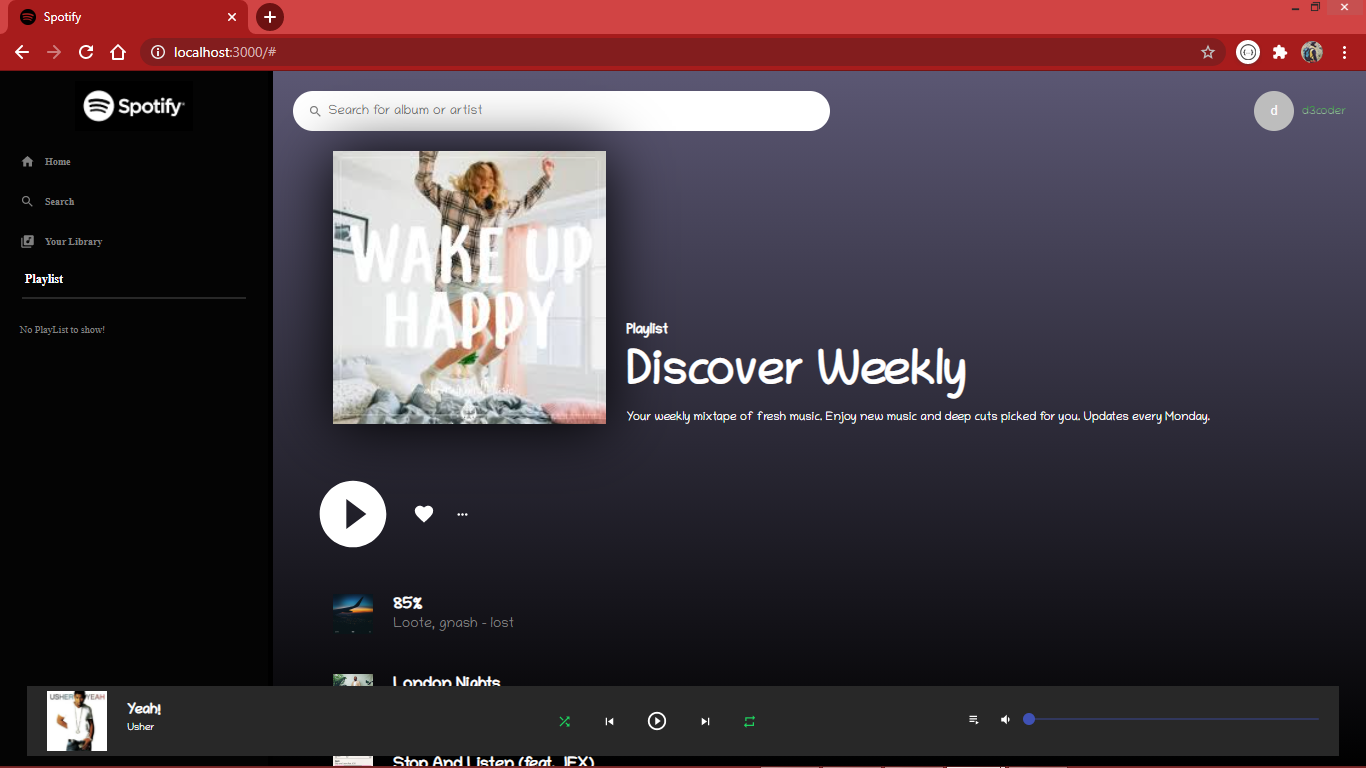 Spotify
localhost:3000/#
Spotify
Search for album or artist
d
d3coder
Home
Search
Your Library
Playlist
No PlayList to show!
WAKE UP
HAPPY
Playlist
Discover Weekly
Your weekly mixtape of fresh music. Enjoy new music and deep cuts picked for you. Updates every Monday.
85%
Loote, gnash - lost
London Nights
USHER YEAH
Yeah!
Usher
Stop And Listen (feat. JEX)